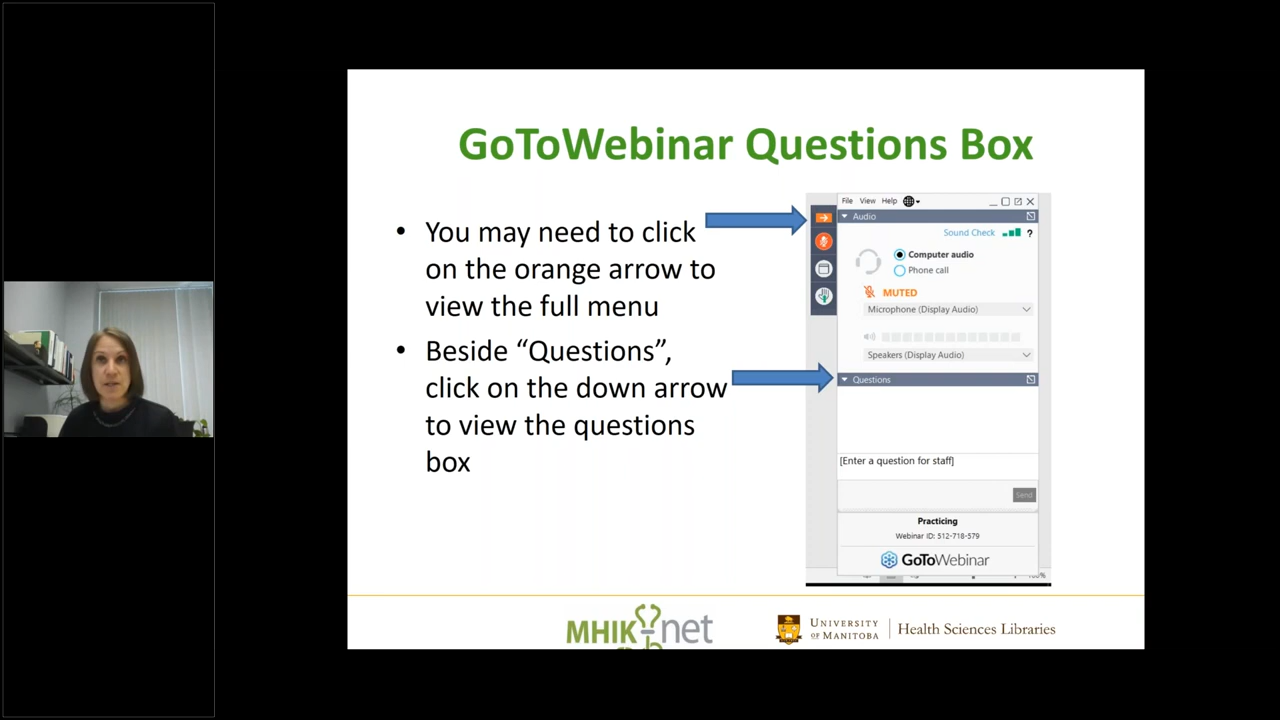 GoToWebinar Questions Box
• You may need to click
on the orange arrow to
view the full menu
• Beside “Questions”,
click on the down arrow
to view the questions
box
File View Help
Audio
Sound Check ?
Computer audio
Phone call
MUTED
Microphone (Display Audio)
Speakers (Display Audio)
Questions
[Enter a question for staff]
Send
Practicing
Webinar ID: 512-718-579
GoToWebinar
MHIK-net
UNIVERSITY
OF MANITOBA
Health Sciences Libraries